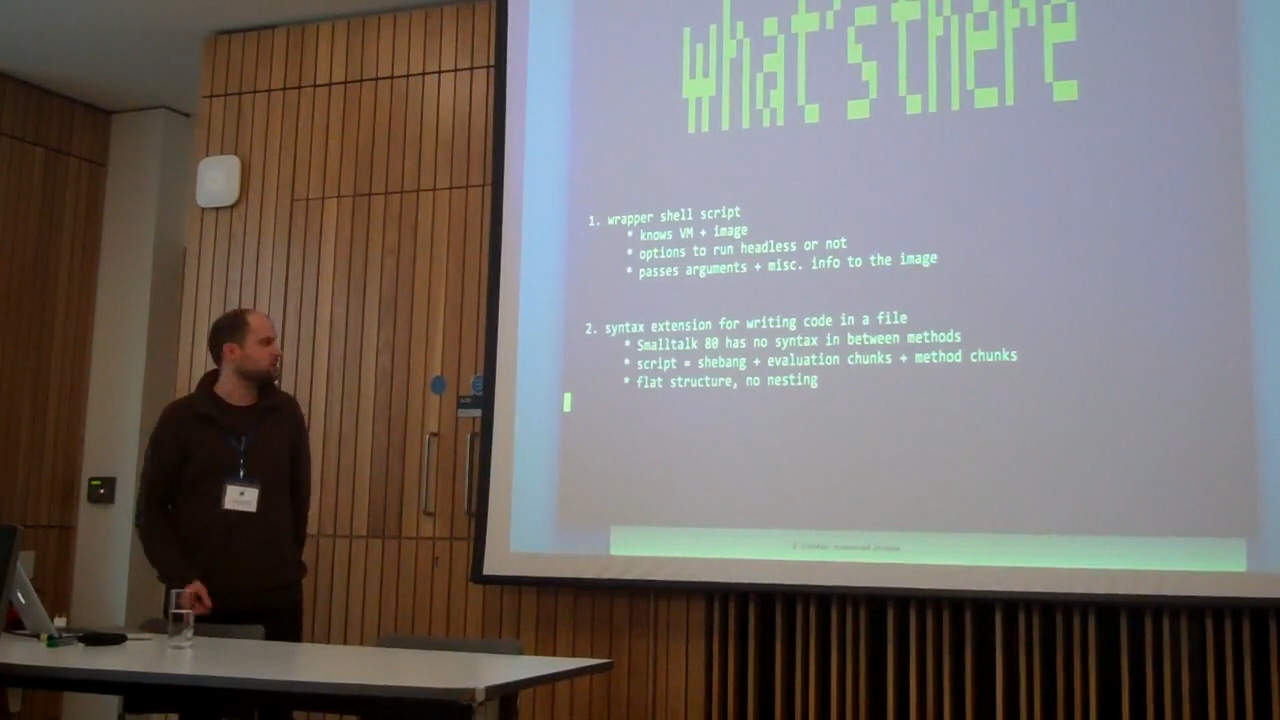 what's there
1. wrapper shell script
* knows VM + image
* options to run headless or not
* passes arguments + misc. info to the image
2. syntax extension for writing code in a file
* Smalltalk 80 has no syntax in between methods
* script = shebang + evaluation chunks + method chunks
* flat structure, no nesting